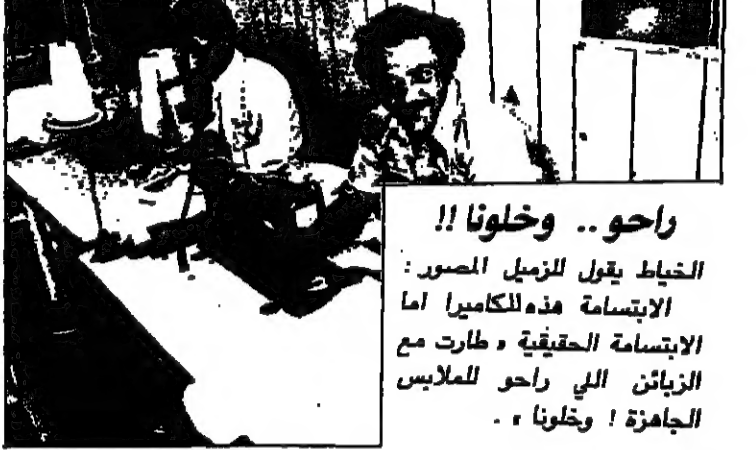 راحو .. وخلونا !!
الخياط يقول للزميل المصور :
الابتسامة هذه للكاميرا اما
الابتسامة الحقيقية « طارت مع
الزبائن اللي راحو للملابس
الجاهزة ! وخلونا » .